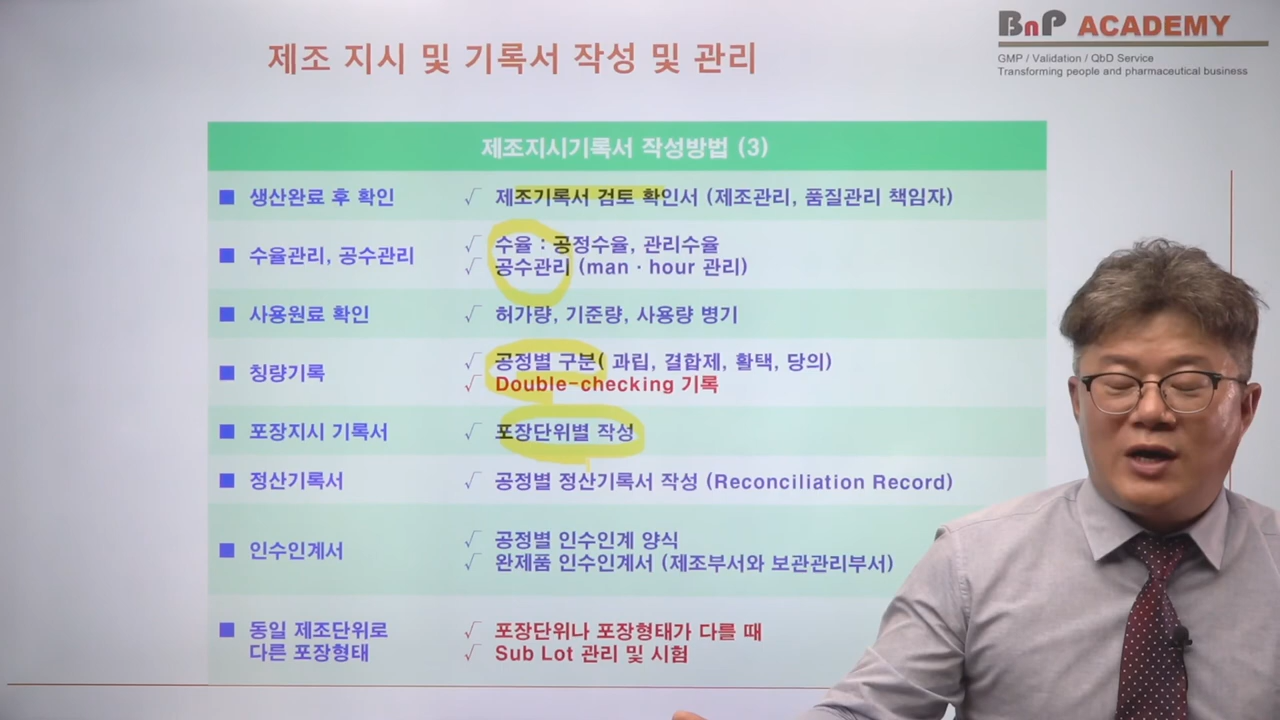 제조 지시 및 기록서 작성 및 관리
BnP ACADEMY
GMP / Validation / QbD Service
Transforming people and pharmaceutical business
제조지시기록서 작성방법 (3)
■ 생산완료 후 확인
√ 제조기록서 검토 확인서 (제조관리, 품질관리 책임자)
■ 수율관리, 공수관리
√ 수율 : 공정수율, 관리수율
√ 공수관리 (man · hour 관리)
■ 사용원료 확인
√ 허가량, 기준량, 사용량 병기
■ 칭량기록
√ 공정별 구분( 과립, 결합제, 활택, 당의)
√ Double-checking 기록
■ 포장지시 기록서
√ 포장단위별 작성
■ 정산기록서
√ 공정별 정산기록서 작성 (Reconciliation Record)
■ 인수인계서
√ 공정별 인수인계 양식
√ 완제품 인수인계서 (제조부서와 보관관리부서)
■ 동일 제조단위로
다른 포장형태
√ 포장단위나 포장형태가 다를 때
√ Sub Lot 관리 및 시험